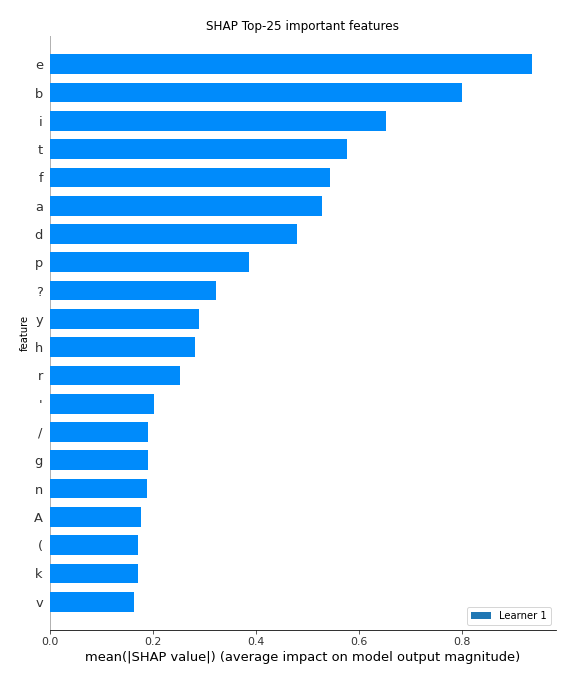 SHAP Top-25 important features
e
b
i
t
f
a
d
p
?
y
h
r
'
/
g
n
A
(
k
v
feature
0.0 0.2 0.4 0.6 0.8
mean(|SHAP value|) (average impact on model output magnitude)
Learner 1